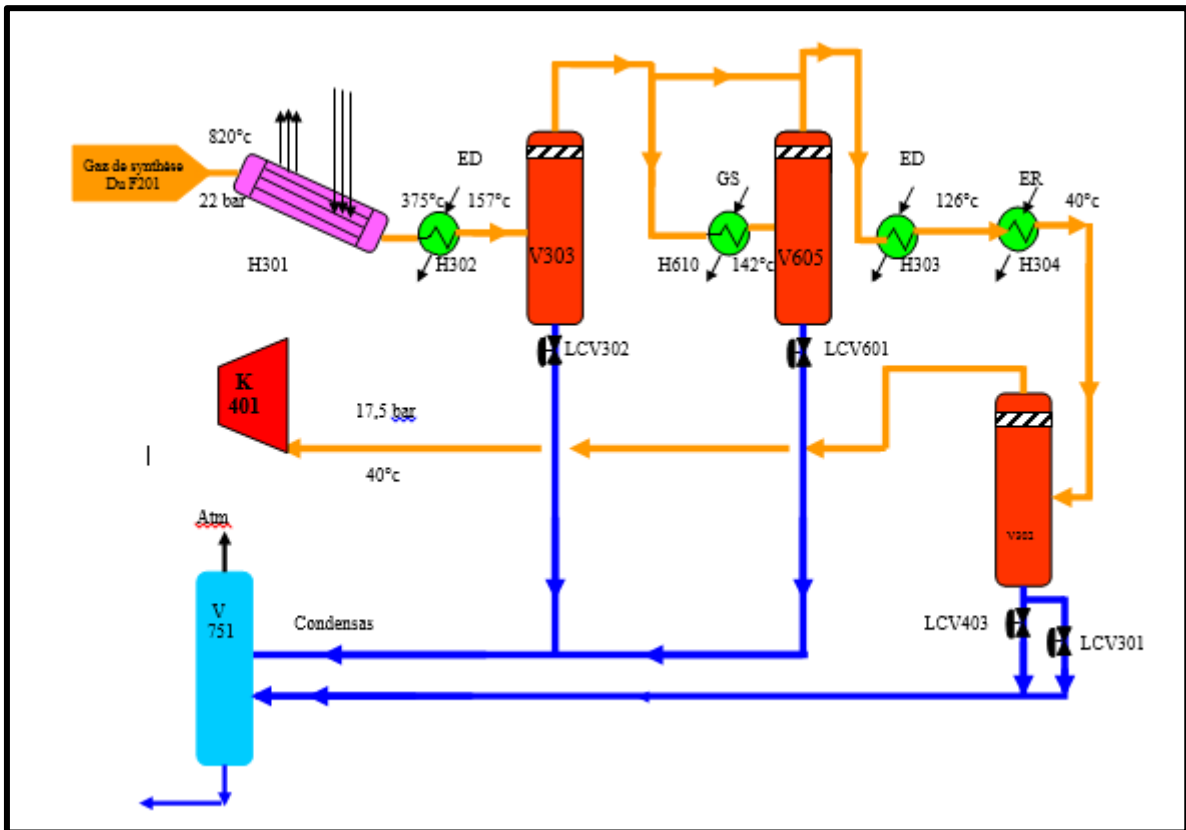 820°c
ED
Gaz de synthèse
Du F201
375°c
157°c
GS
ED
126°c
ER
40°c
22 bar
V303
V605
H301
H302
H610
142°c
H303
H304
LCV302
LCV601
K
401
17,5 bar
40°c
Atm
V
751
Condensas
LCV403
LCV301